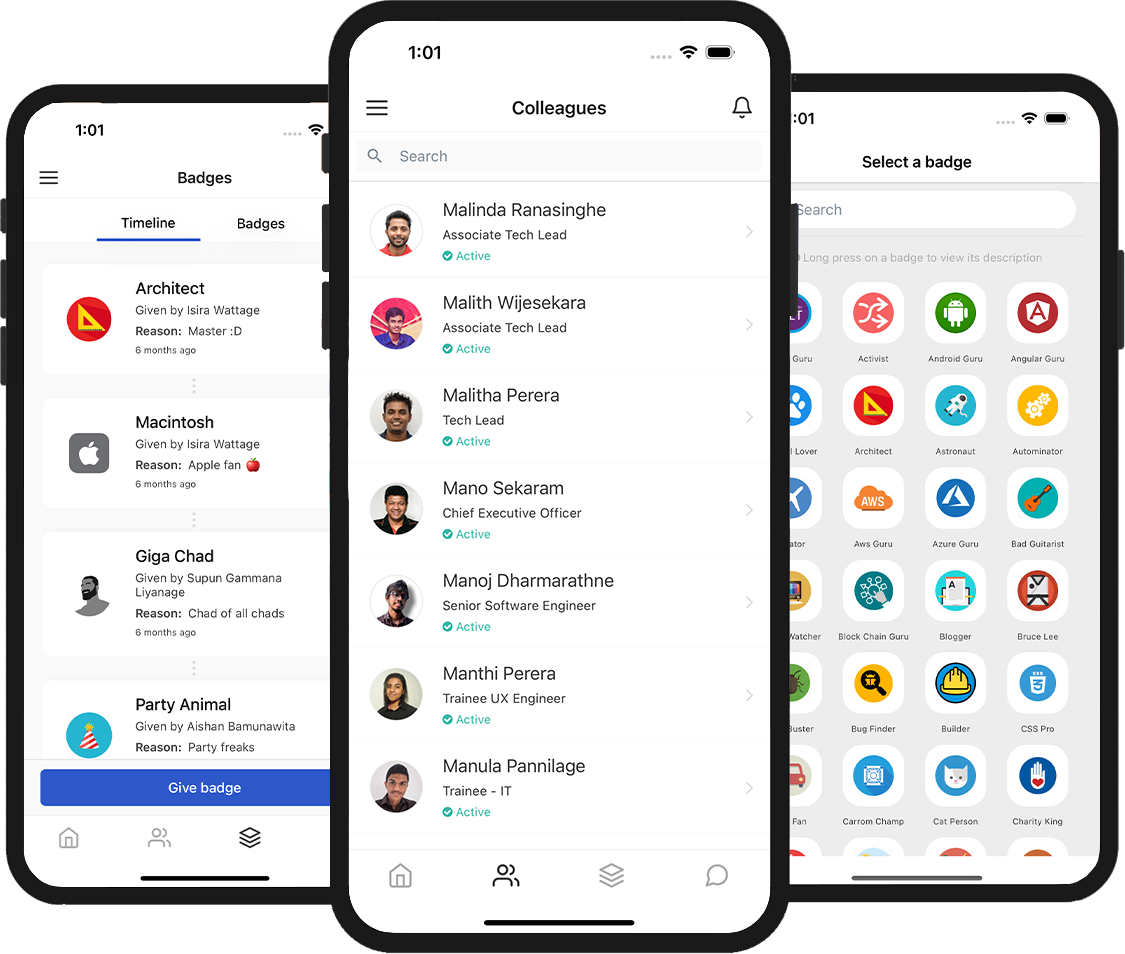 1:01
Badges
Timeline
Badges
Architect
Given by Isira Wattage
Reason: Master :D
6 months ago
Macintosh
Given by Isira Wattage
Reason: Apple fan 🍎
6 months ago
Giga Chad
Given by Supun Gammana
Liyanage
Reason: Chad of all chads
6 months ago
Party Animal
Given by Aishan Bamunawita
Reason: Party freaks
Give badge
1:01
Colleagues
Search
Malinda Ranasinghe
Associate Tech Lead
Active
Malith Wijesekara
Associate Tech Lead
Active
Malitha Perera
Tech Lead
Active
Mano Sekaram
Chief Executive Officer
Active
Manoj Dharmarathne
Senior Software Engineer
Active
Manthi Perera
Trainee UX Engineer
Active
Manula Pannilage
Trainee - IT
Active
:01
Select a badge
Search
Long press on a badge to view its description
Guru
Activist
Android Guru
Angular Guru
Lover
Architect
Astronaut
Autominator
AWS
Aws Guru
Azure Guru
Bad Guitarist
Watcher
Block Chain Guru
A
Blogger
Bruce Lee
Buster
Bug Finder
Builder
CSS Pro
Fan
Carrom Champ
Cat Person
Charity King